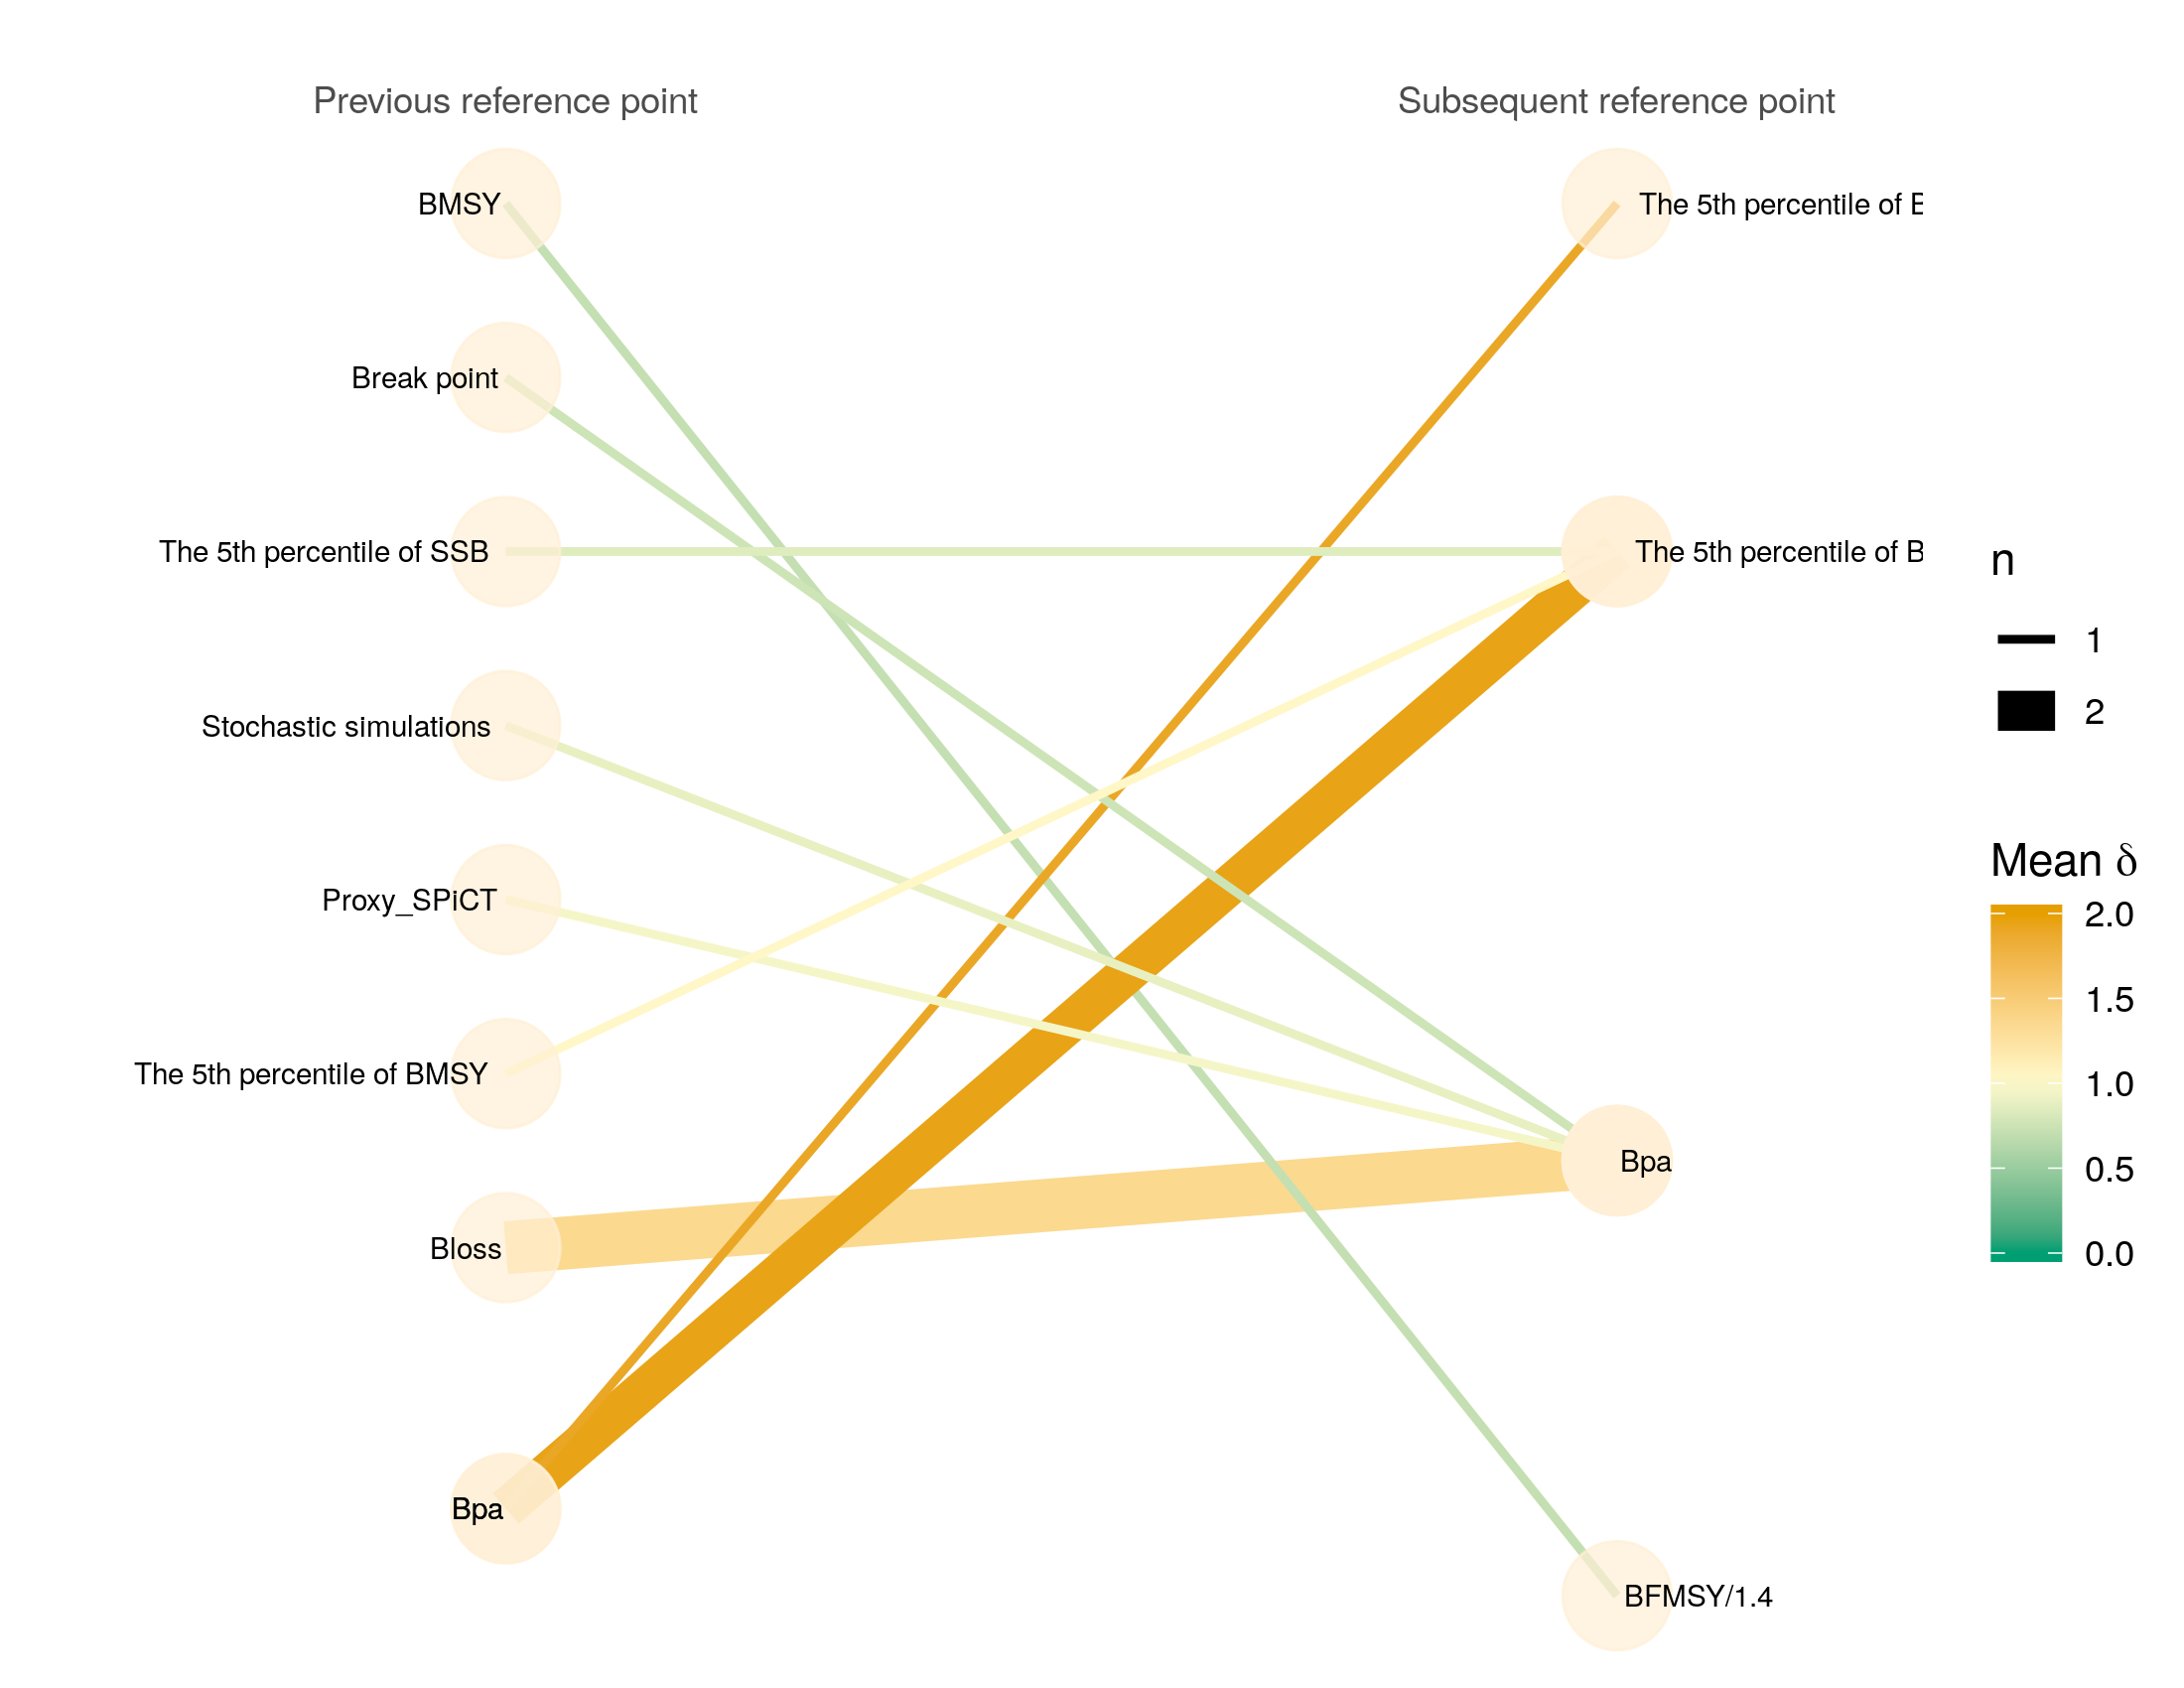 Previous reference point
Subsequent reference point
BMSY
The 5th percentile of
Break point
The 5th percentile of SSB
The 5th percentile of B
n
1
2
Stochastic simulations
Mean δ
Proxy_SPiCT
2.0
1.5
1.0
0.5
0.0
The 5th percentile of BMSY
Bpa
Bloss
Bpa
BFMSY/1.4